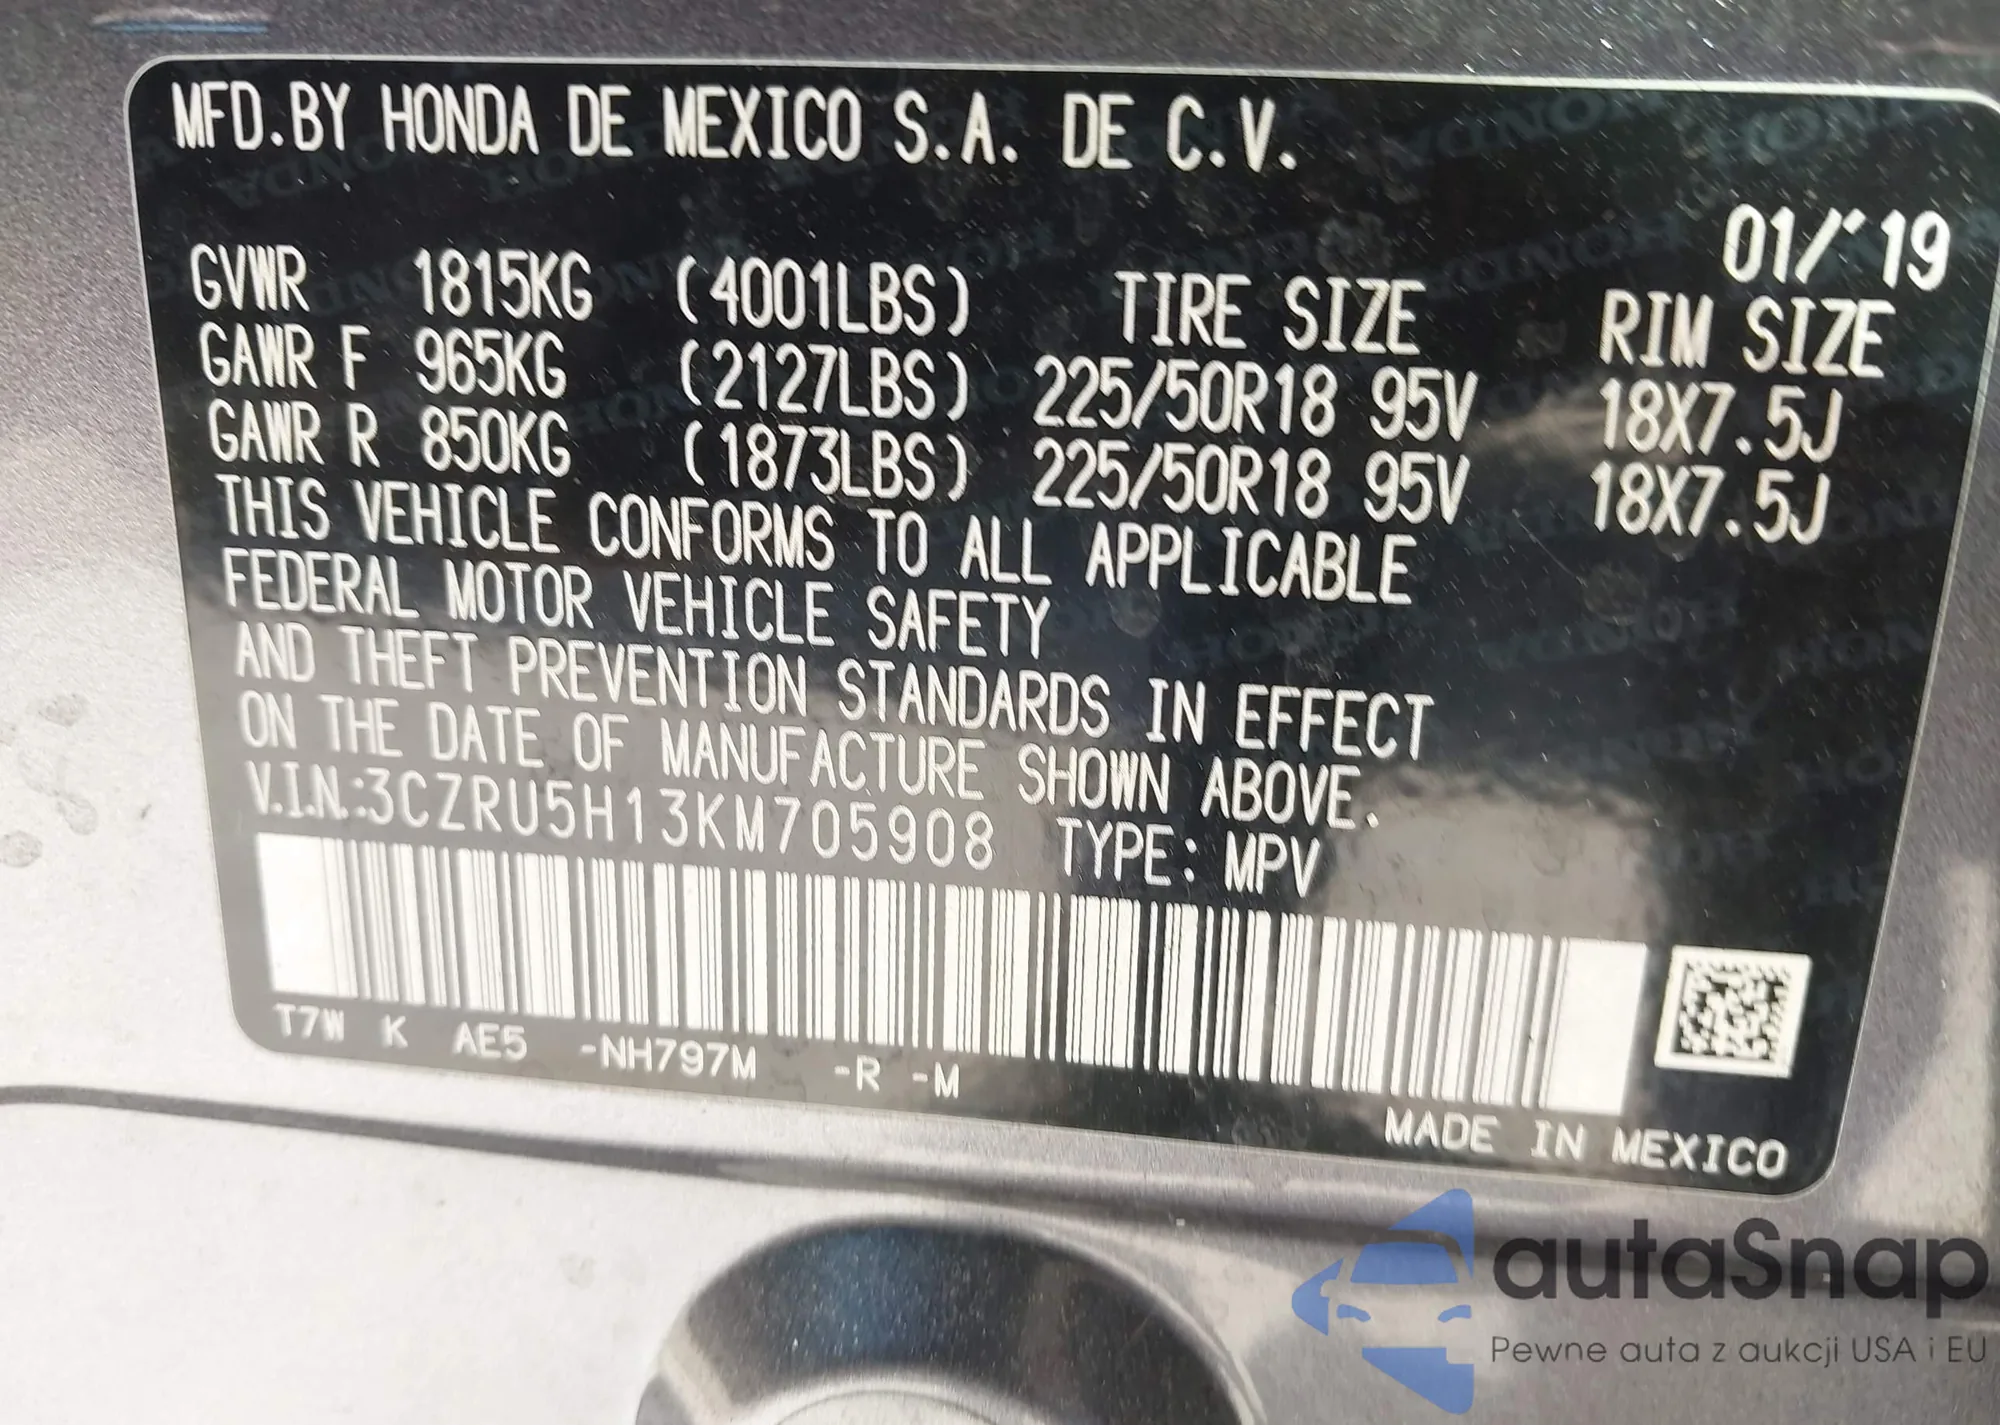 MFD.BY HONDA DE MEXICO S.A. DE C.V.
01/'19
GVWR 1815KG (4001LBS) TIRE SIZE RIM SIZE
GAWR F 965KG (2127LBS) 225/50R18 95V 18X7.5J
GAWR R 850KG (1873LBS) 225/50R18 95V 18X7.5J
THIS VEHICLE CONFORMS TO ALL APPLICABLE
FEDERAL MOTOR VEHICLE SAFETY
AND THEFT PREVENTION STANDARDS IN EFFECT
ON THE DATE OF MANUFACTURE SHOWN ABOVE.
V.I.N.:3CZRU5H13KM705908 TYPE: MPV
T7W K AE5 -NH797M -R -M
MADE IN MEXICO
autaSnap
Pewne auta z aukcji USA i EU